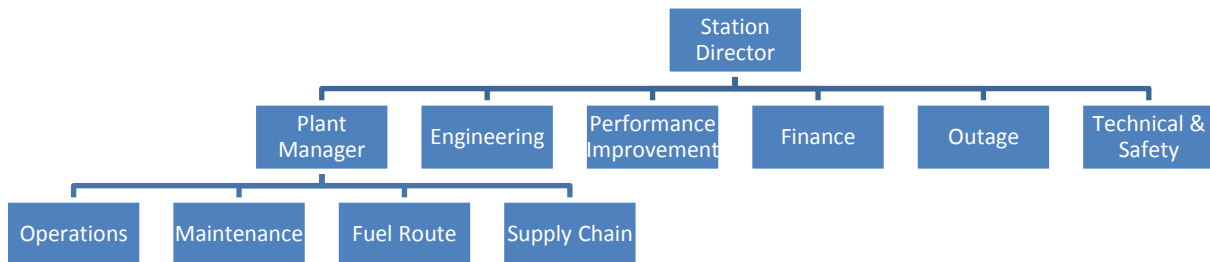 Station
Director
Plant
Manager
Engineering
Performance
Improvement
Finance
Outage
Technical &
Safety
Operations
Maintenance
Fuel Route
Supply Chain